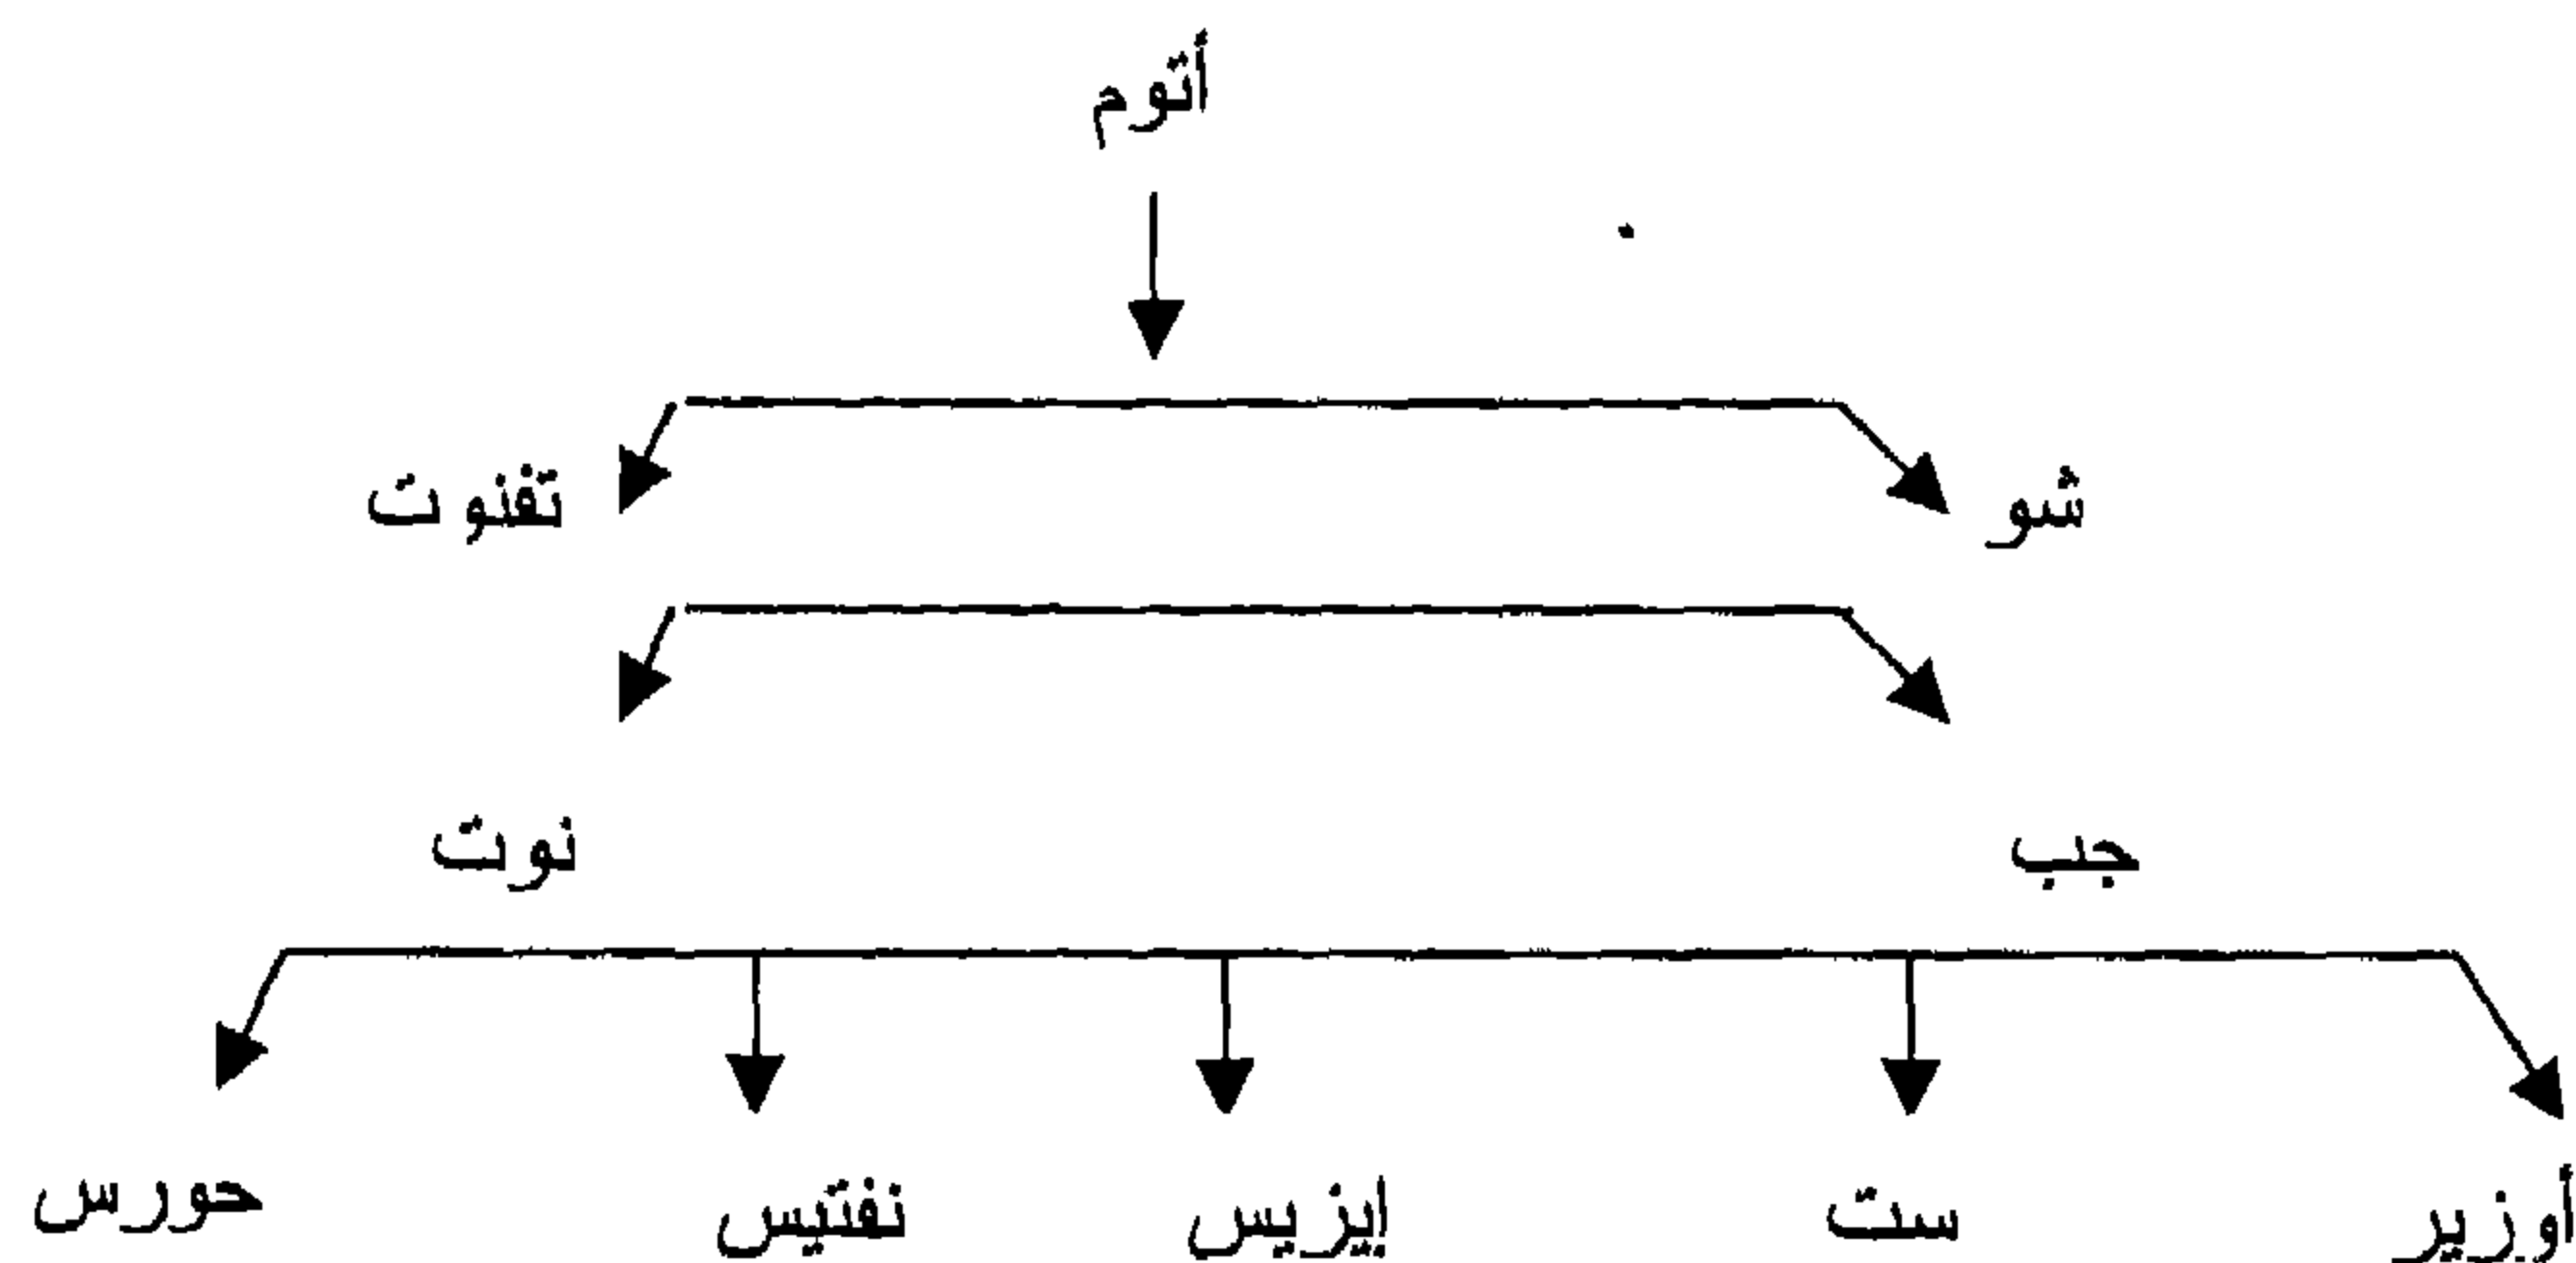 أتوم
شو تفنوت
جب نوت
أوزير ست إيزيس نفتيس حورس